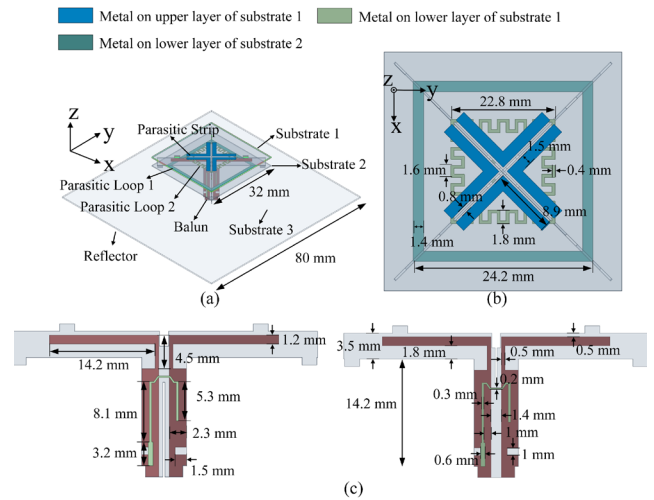 Metal on upper layer of substrate 1
Metal on lower layer of substrate 1
Metal on lower layer of substrate 2
z
y
x
Parasitic Strip
Substrate 1
Substrate 2
Parasitic Loop 1
Parasitic Loop 2
32 mm
Balun
Substrate 3
Reflector
80 mm
(a)
z
y
x
22.8 mm
1.5 mm
1.6 mm
0.4 mm
0.8 mm
8.9 mm
1.8 mm
1.4 mm
24.2 mm
(b)
1.2 mm
14.2 mm
4.5 mm
8.1 mm
5.3 mm
2.3 mm
3.2 mm
1.5 mm
3.5 mm
1.8 mm
0.5 mm
0.5 mm
0.2 mm
14.2 mm
0.3 mm
1.4 mm
1 mm
0.6 mm
1 mm
(c)